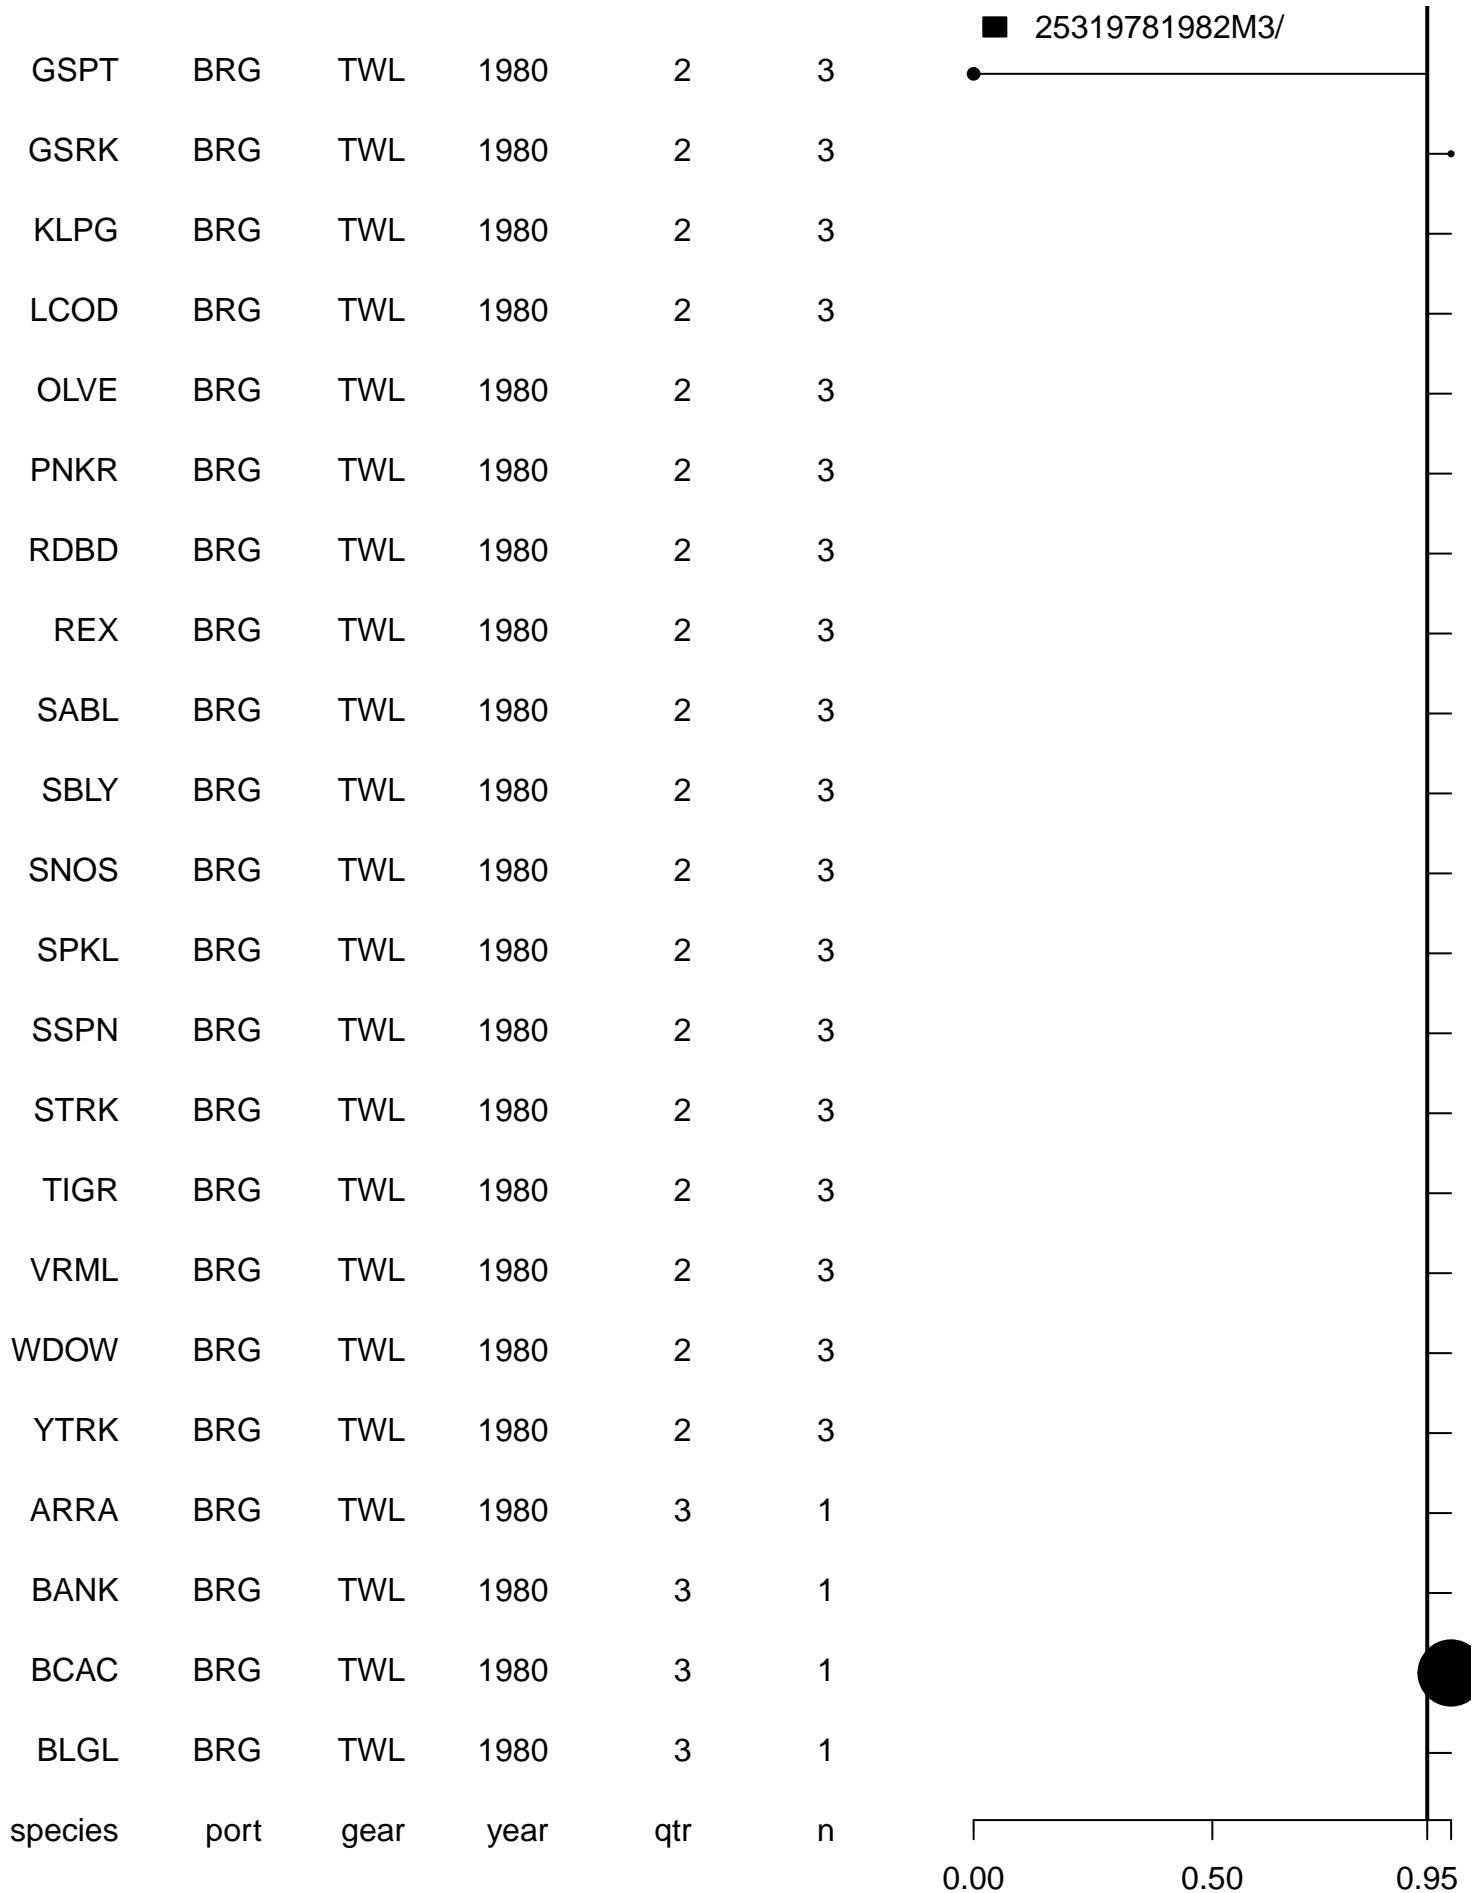 25319781982M3/
GSPT BRG TWL 1980 2 3
GSRK BRG TWL 1980 2 3
KLPG BRG TWL 1980 2 3
LCOD BRG TWL 1980 2 3
OLVE BRG TWL 1980 2 3
PNKR BRG TWL 1980 2 3
RDBD BRG TWL 1980 2 3
REX BRG TWL 1980 2 3
SABL BRG TWL 1980 2 3
SBLY BRG TWL 1980 2 3
SNOS BRG TWL 1980 2 3
SPKL BRG TWL 1980 2 3
SSPN BRG TWL 1980 2 3
STRK BRG TWL 1980 2 3
TIGR BRG TWL 1980 2 3
VRML BRG TWL 1980 2 3
WDOW BRG TWL 1980 2 3
YTRK BRG TWL 1980 2 3
ARRA BRG TWL 1980 3 1
BANK BRG TWL 1980 3 1
BCAC BRG TWL 1980 3 1
BLGL BRG TWL 1980 3 1
species port gear year qtr n
0.00 0.50 0.95